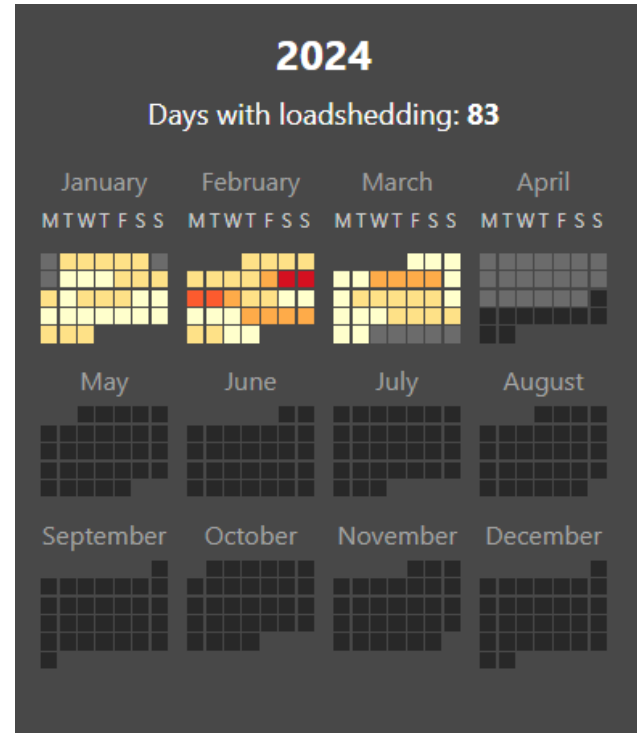 2024
Days with loadshedding: 83
January February March April
M T W T F S S M T W T F S S M T W T F S S M T W T F S S
May June July August
September October November December